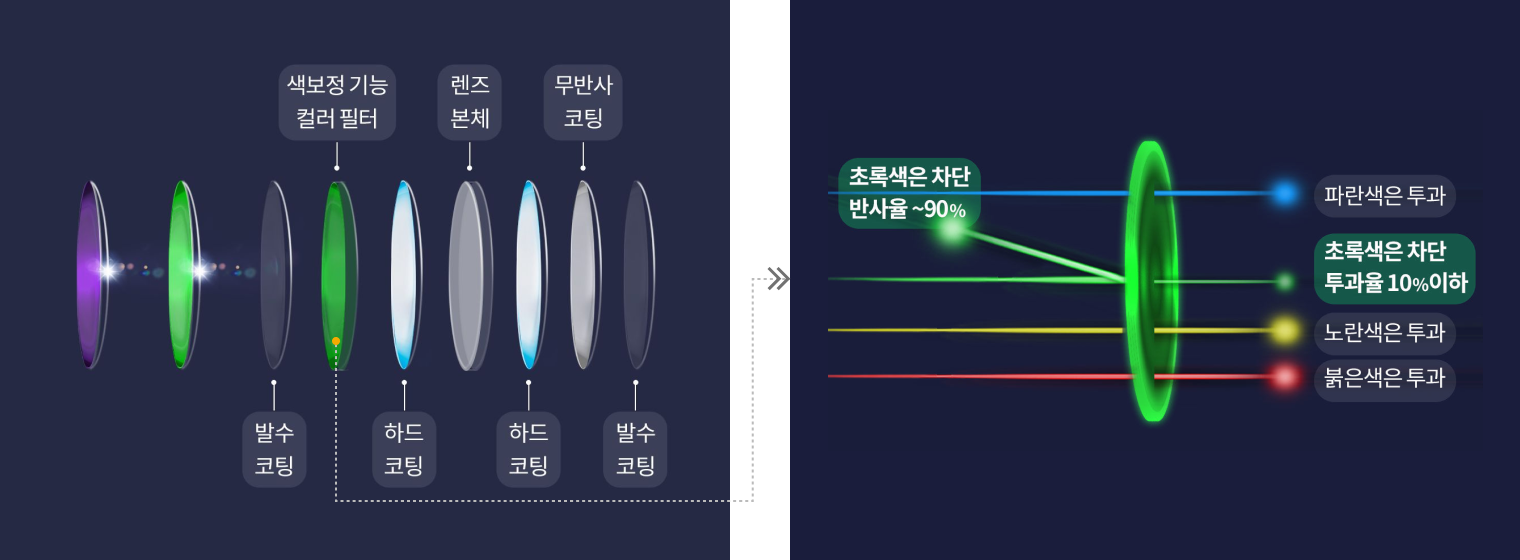 색보정 기능
컬러 필터
렌즈
본체
무반사
코팅
발수
코팅
하드
코팅
하드
코팅
발수
코팅
초록색은 차단
반사율 ~90%
파란색은 투과
초록색은 차단
투과율 10%이하
노란색은 투과
붉은색은 투과